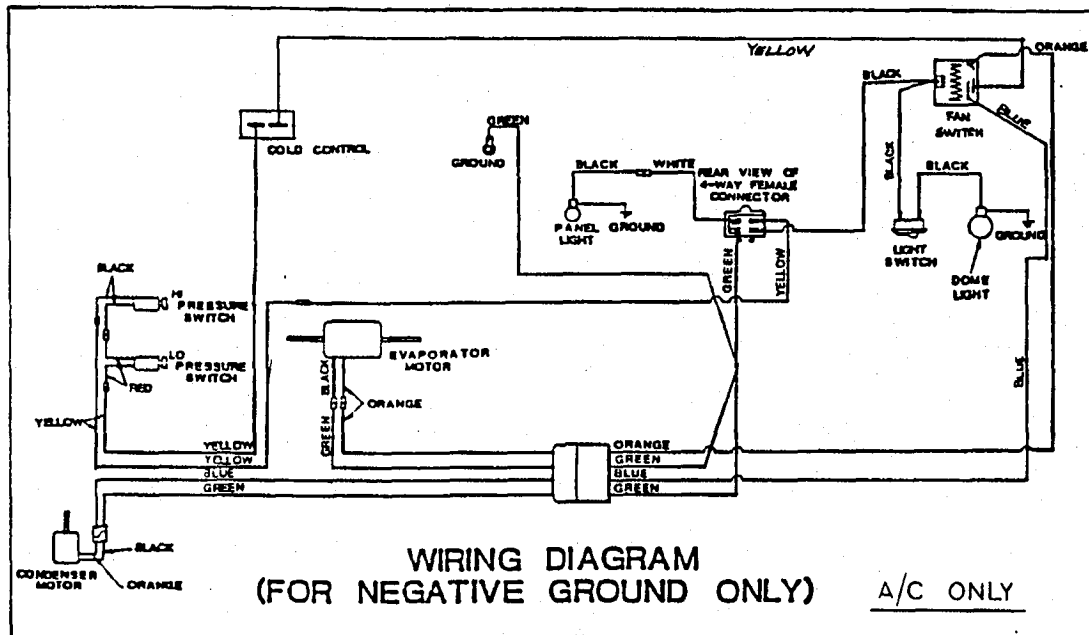 YELLOW
ORANGE
BLACK
BLUE
FAN
SWITCH
COLD CONTROL
GREEN
GROUND
BLACK
WHITE
REAR VIEW OF
4-WAY FEMALE
CONNECTOR
BLACK
BLACK
PANEL
LIGHT
GROUND
LIGHT
SWITCH
GROUND
DOME
LIGHT
GREEN
YELLOW
BLACK
HI
PRESSURE
SWITCH
LO
PRESSURE
SWITCH
RED
EVAPORATOR
MOTOR
BLACK
ORANGE
GREEN
BLUE
YELLOW
YELLOW
YELLOW
BLUE
GREEN
ORANGE
GREEN
BLUE
GREEN
BLACK
ORANGE
CONDENSER
MOTOR
WIRING DIAGRAM
(FOR NEGATIVE GROUND ONLY)
A/C ONLY